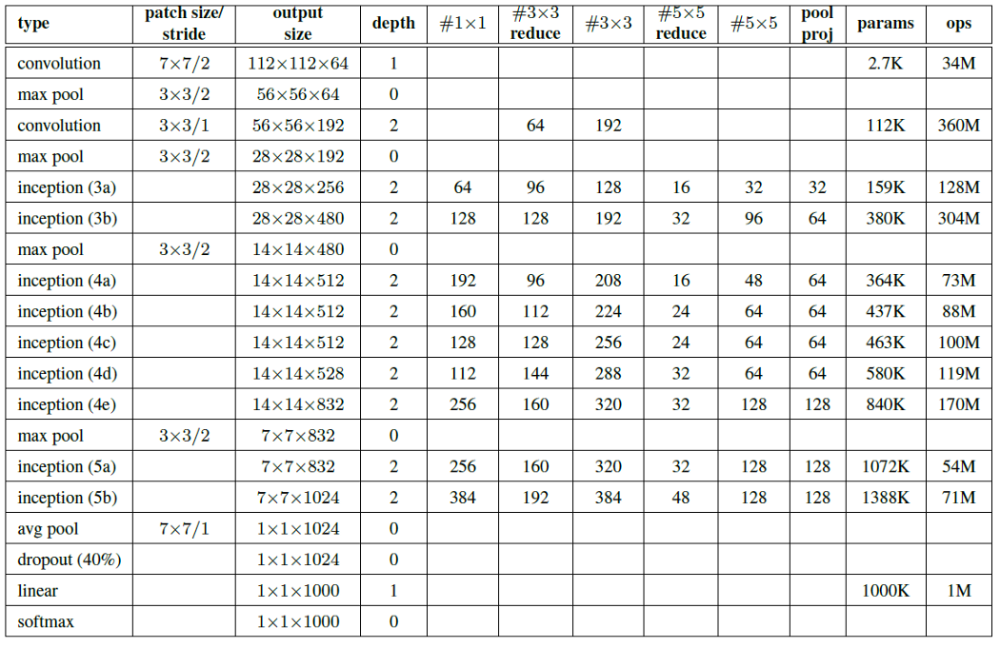 type patch size/ stride output size depth #1×1 #3×3 reduce #3×3 #5×5 reduce #5×5 pool proj params ops
convolution 7×7/2 112×112×64 1 2.7K 34M
max pool 3×3/2 56×56×64 0
convolution 3×3/1 56×56×192 2 64 192 112K 360M
max pool 3×3/2 28×28×192 0
inception (3a) 28×28×256 2 64 96 128 16 32 32 159K 128M
inception (3b) 28×28×480 2 128 128 192 32 96 64 380K 304M
max pool 3×3/2 14×14×480 0
inception (4a) 14×14×512 2 192 96 208 16 48 64 364K 73M
inception (4b) 14×14×512 2 160 112 224 24 64 64 437K 88M
inception (4c) 14×14×512 2 128 128 256 24 64 64 463K 100M
inception (4d) 14×14×528 2 112 144 288 32 64 64 580K 119M
inception (4e) 14×14×832 2 256 160 320 32 128 128 840K 170M
max pool 3×3/2 7×7×832 0
inception (5a) 7×7×832 2 256 160 320 32 128 128 1072K 54M
inception (5b) 7×7×1024 2 384 192 384 48 128 128 1388K 71M
avg pool 7×7/1 1×1×1024 0
dropout (40%) 1×1×1024 0
linear 1×1×1000 1 1000K 1M
softmax 1×1×1000 0